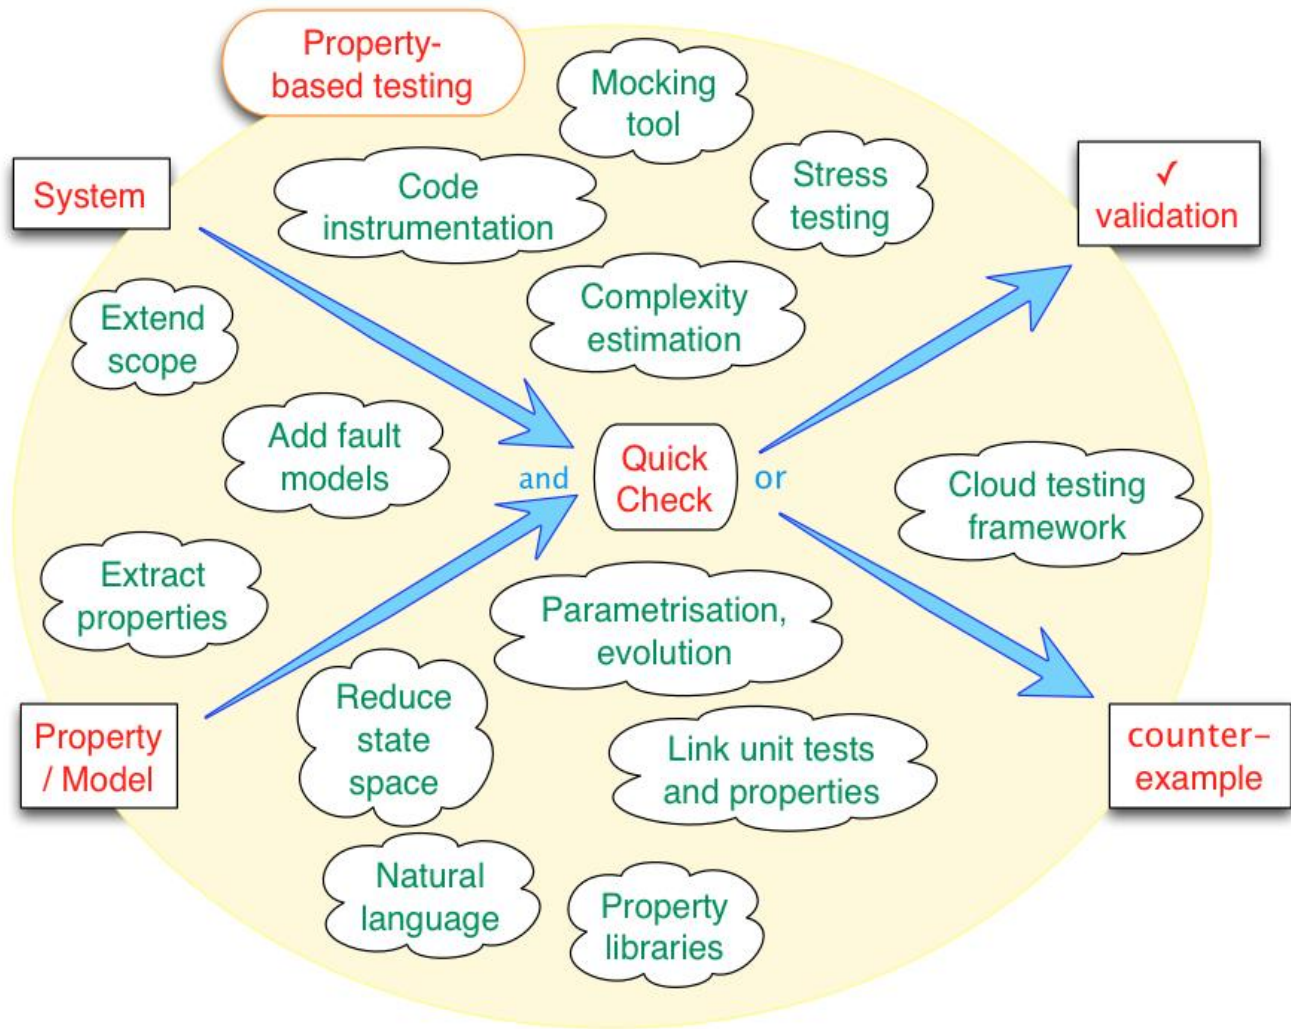 Property-
based testing
Mocking
tool
System
Code
instrumentation
Stress
testing
✓
validation
Extend
scope
Complexity
estimation
Add fault
models
and
Quick
Check
or
Cloud testing
framework
Extract
properties
Parametrisation,
evolution
Property
/ Model
Reduce
state
space
Link unit tests
and properties
counter-
example
Natural
language
Property
libraries